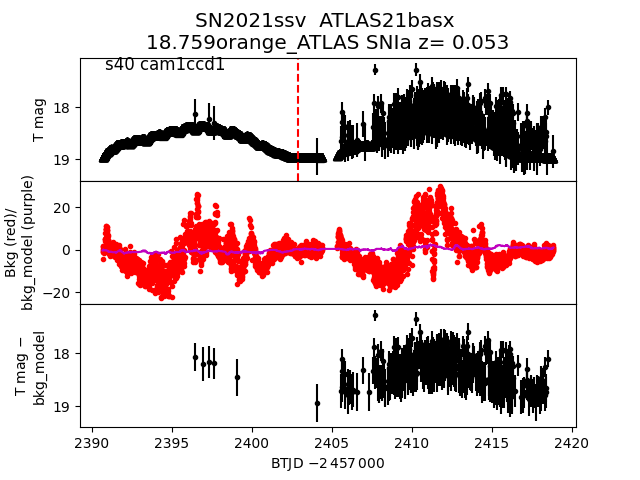 SN2021ssv  ATLAS21basx
18.759orange_ATLAS SNIa z= 0.053
s40 cam1ccd1
T mag
18
19
Bkg (red)/
bkg_model (purple)
20
0
−20
T mag −
bkg_model
18
19
2390 2395 2400 2405 2410 2415 2420
BTJD −2 457 000